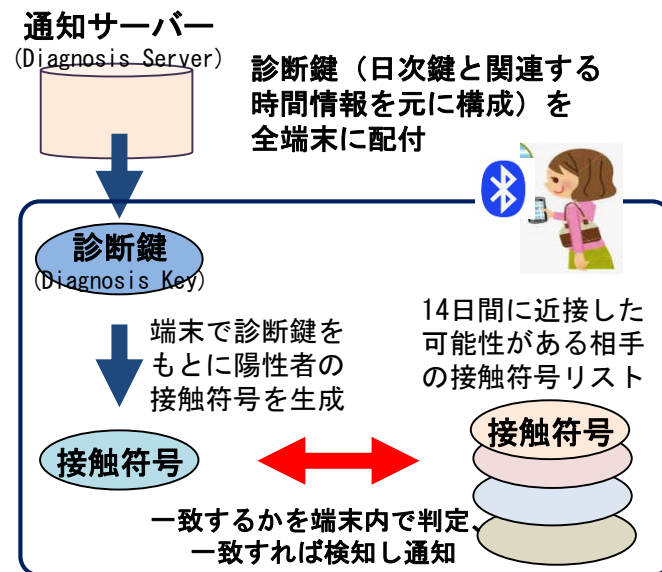 通知サーバー
(Diagnosis Server)
診断鍵（日次鍵と関連する
時間情報を元に構成）を
全端末に配付
診断鍵
(Diagnosis Key)
端末で診断鍵を
もとに陽性者の
接触符号を生成
14日間に近接した
可能性がある相手
の接触符号リスト
接触符号
接触符号
一致するかを端末内で判定、
一致すれば検知し通知